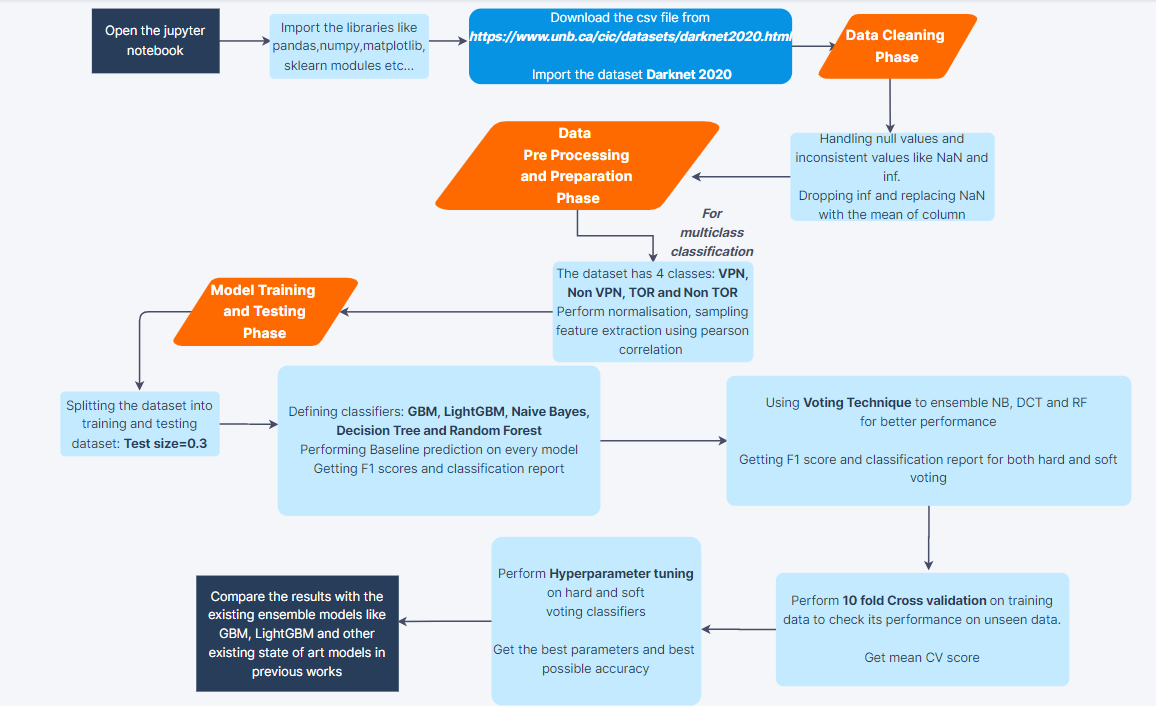 Open the jupyter
notebook
Import the libraries like
pandas,numpy,matplotlib,
sklearn modules etc...
Download the csv file from
https://www.unb.ca/cic/datasets/darknet2020.html
Import the dataset Darknet 2020
Data Cleaning
Phase
Handling null values and
inconsistent values like NaN and
inf.
Dropping inf and replacing NaN
with the mean of column
Data
Pre Processing
and Preparation
Phase
For
multiclass
classification
The dataset has 4 classes: VPN,
Non VPN, TOR and Non TOR
Perform normalisation, sampling
feature extraction using pearson
correlation
Model Training
and Testing
Phase
Splitting the dataset into
training and testing
dataset: Test size=0.3
Defining classifiers: GBM, LightGBM, Naive Bayes,
Decision Tree and Random Forest
Performing Baseline prediction on every model
Getting F1 scores and classification report
Using Voting Technique to ensemble NB, DCT and RF
for better performance
Getting F1 score and classification report for both hard and soft
voting
Perform 10 fold Cross validation on training
data to check its performance on unseen data.
Get mean CV score
Perform Hyperparameter tuning
on hard and soft
voting classifiers
Get the best parameters and best
possible accuracy
Compare the results with the
existing ensemble models like
GBM, LightGBM and other
existing state of art models in
previous works